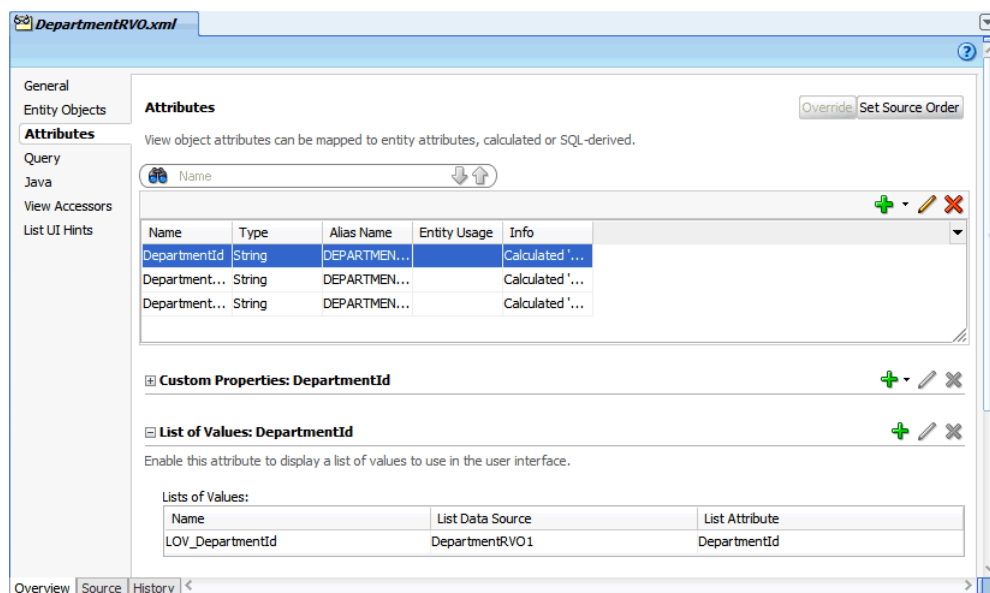 DepartmentRVO.xml
General
Entity Objects
Attributes
Query
Java
View Accessors
List UI Hints
Attributes
Override Set Source Order
View object attributes can be mapped to entity attributes, calculated or SQL-derived.
Name
Name Type Alias Name Entity Usage Info
DepartmentId String DEPARTMEN... Calculated '...
Department... String DEPARTMEN... Calculated '...
Department... String DEPARTMEN... Calculated '...
Custom Properties: DepartmentId
List of Values: DepartmentId
Enable this attribute to display a list of values to use in the user interface.
Lists of Values:
Name List Data Source List Attribute
LOV_DepartmentId DepartmentRVO1 DepartmentId
Overview Source History